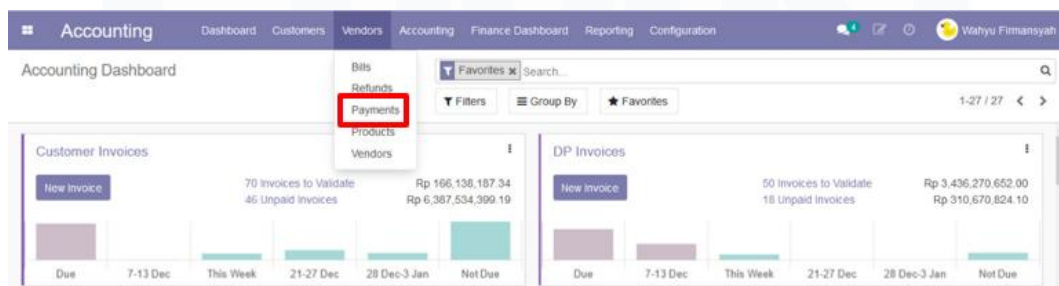 Accounting Dashboard Customers Vendors Accounting Finance Dashboard Reporting Configuration 4 Wahyu Firmansyah
Accounting Dashboard
Favorites x Search...
Filters Group By Favorites 1-27 / 27
Bills
Refunds
Payments
Products
Vendors
Customer Invoices
New Invoice
70 Invoices to Validate Rp 166,138,187.34
46 Unpaid Invoices Rp 6,387,534,399.19
Due 7-13 Dec This Week 21-27 Dec 28 Dec-3 Jan Not Due
DP Invoices
New Invoice
50 Invoices to Validate Rp 3,436,270,652.00
18 Unpaid Invoices Rp 310,670,824.10
Due 7-13 Dec This Week 21-27 Dec 28 Dec-3 Jan Not Due